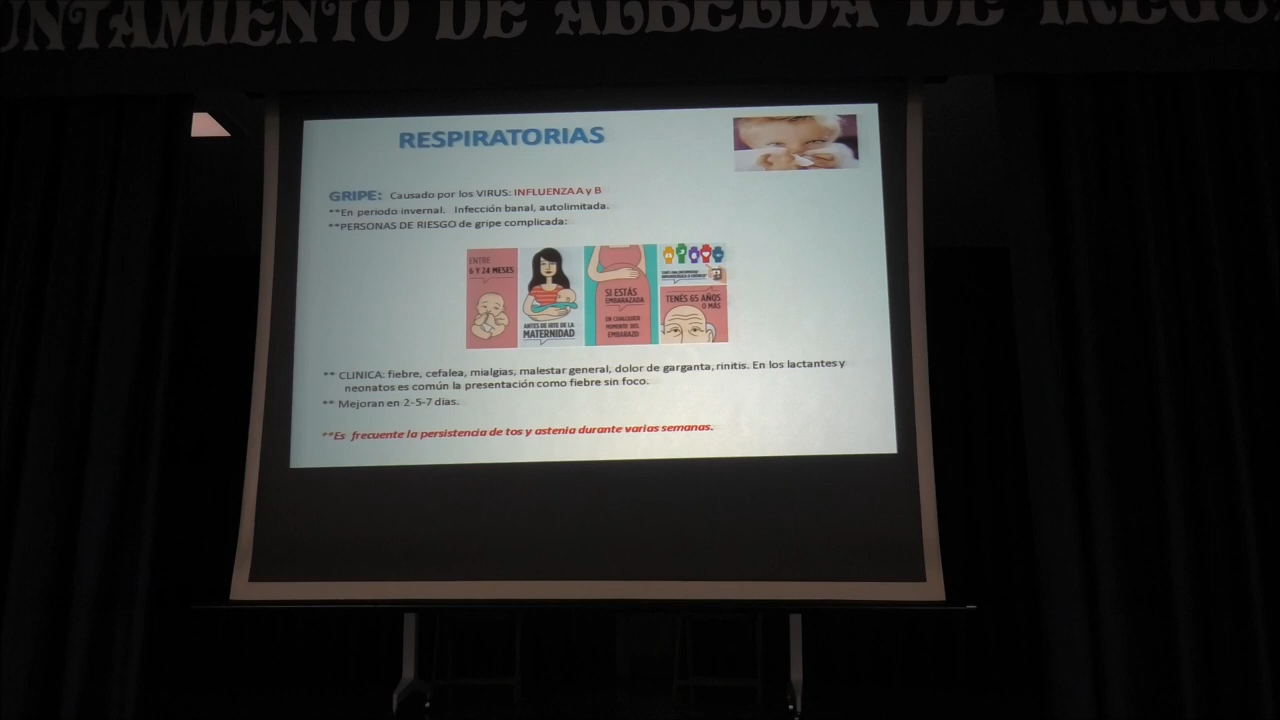 UNTAMIENTO DE ALBELDA DE IREGU
RESPIRATORIAS
GRIPE: Causado por los VIRUS: INFLUENZA A y B
**En periodo invernal. Infección banal, autolimitada.
**PERSONAS DE RIESGO de gripe complicada:
ENTRE
6 Y 24 MESES
ANTES DE IRTE DE LA
MATERNIDAD
SI ESTÁS
EMBARAZADA
EN CUALQUIER
MOMENTO DEL
EMBARAZO
TENÉS 65 AÑOS
O MÁS
** CLINICA: fiebre, cefalea, mialgias, malestar general, dolor de garganta, rinitis. En los lactantes y
neonatos es común la presentación como fiebre sin foco.
** Mejoran en 2-5-7 dias.
**Es frecuente la persistencia de tos y astenia durante varias semanas.